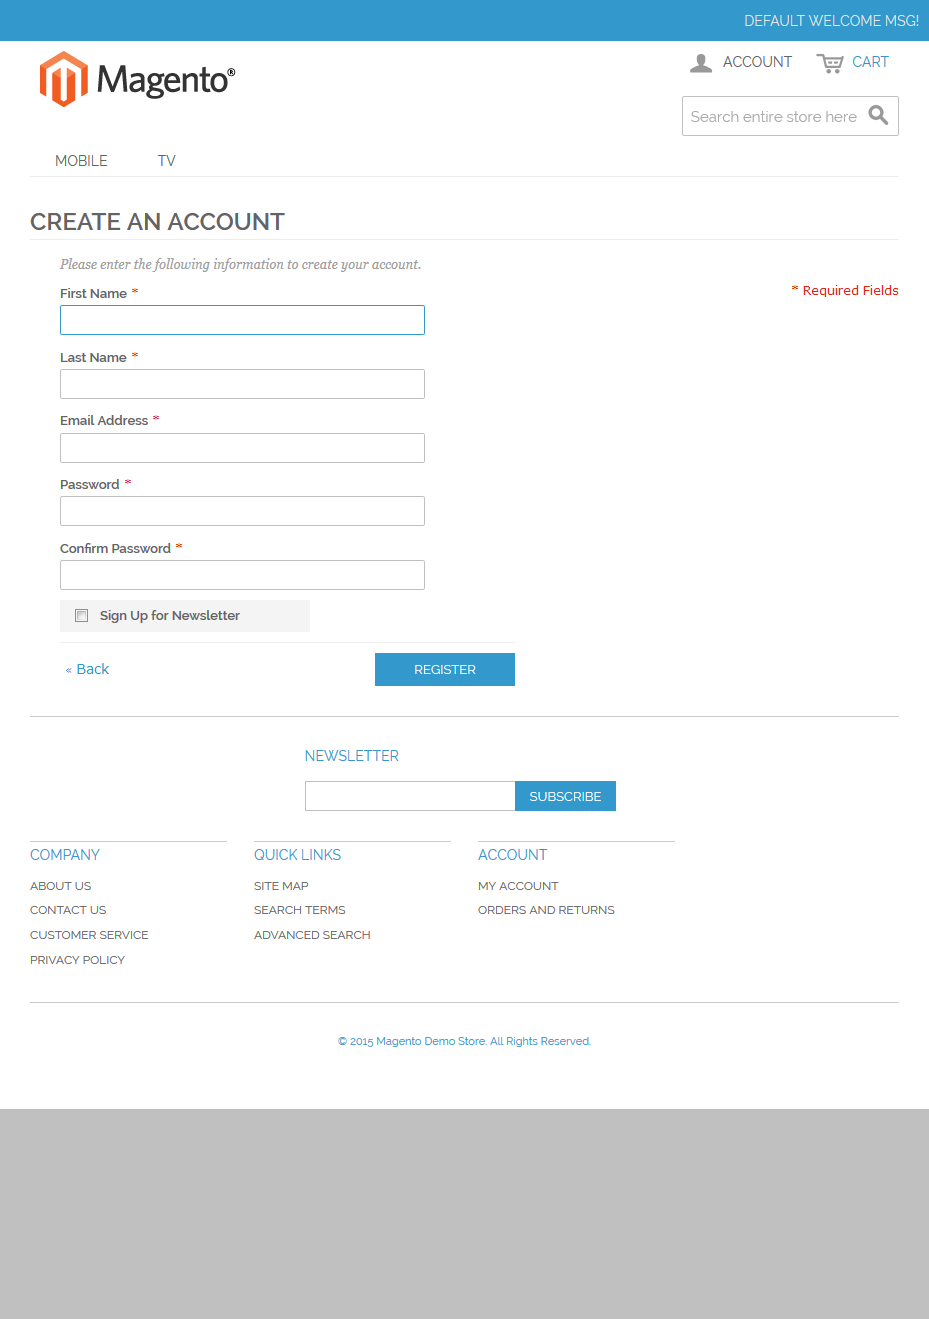 DEFAULT WELCOME MSG!
Magento®
ACCOUNT CART
Search entire store here
MOBILE TV
CREATE AN ACCOUNT
Please enter the following information to create your account.
* Required Fields
First Name *
Last Name *
Email Address *
Password *
Confirm Password *
Sign Up for Newsletter
« Back
REGISTER
NEWSLETTER
SUBSCRIBE
COMPANY
ABOUT US
CONTACT US
CUSTOMER SERVICE
PRIVACY POLICY
QUICK LINKS
SITE MAP
SEARCH TERMS
ADVANCED SEARCH
ACCOUNT
MY ACCOUNT
ORDERS AND RETURNS
© 2015 Magento Demo Store. All Rights Reserved.